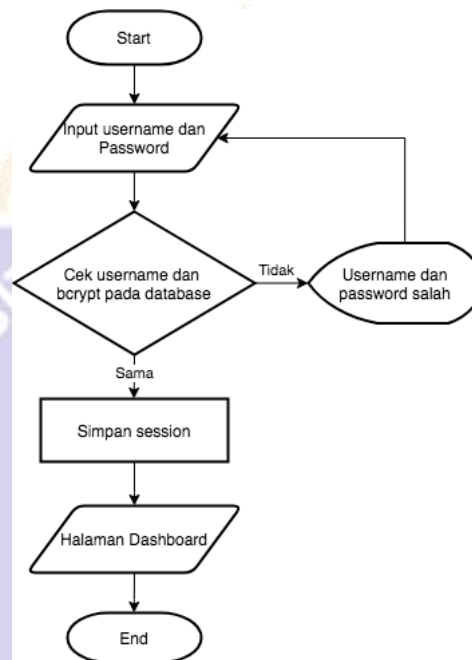 Start
Input username dan
Password
Cek username dan
bcrypt pada database
Tidak
Username dan
password salah
Sama
Simpan session
Halaman Dashboard
End